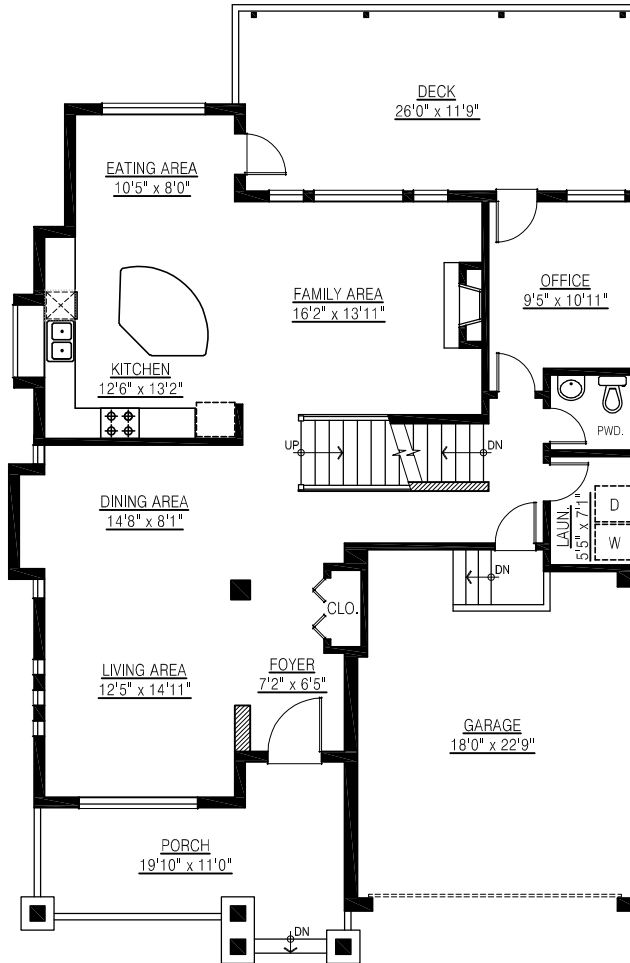 DECK
26'0" x 11'9"
EATING AREA
10'5" x 8'0"
OFFICE
9'5" x 10'11"
FAMILY AREA
16'2" x 13'11"
KITCHEN
12'6" x 13'2"
PWD.
UP
DN
DINING AREA
14'8" x 8'1"
LAUN.
5'5" x 7'1"
D
W
DN
CLO.
LIVING AREA
12'5" x 14'11"
FOYER
7'2" x 6'5"
GARAGE
18'0" x 22'9"
PORCH
19'10" x 11'0"
DN